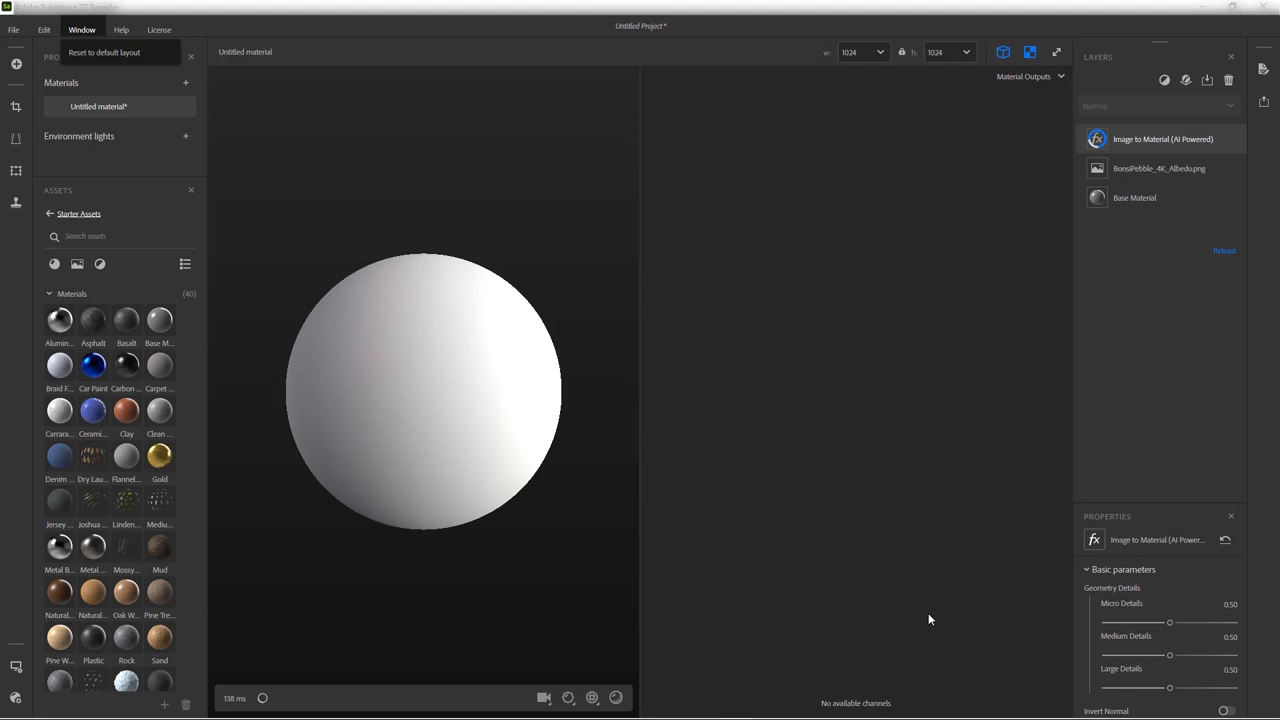 Adobe Substance 3D Sampler
File Edit Window Help License
Untitled Project*
Reset to default layout
Untitled material
w: 1024 h: 1024
Material Outputs
LAYERS
Materials
Untitled material*
Normal
Environment lights
Image to Material (AI Powered)
BonsiPebble_4K_Albedo.png
ASSETS
Base Material
Starter Assets
Search assets
Reload
Materials (40)
Alumin... Asphalt Basalt Base M...
Braid F... Car Paint Carbon ... Carpet ...
Carrara... Cerami... Clay Clean ...
Denim ... Dry Lau... Flannel... Gold
Jersey ... Joshua ... Linden... Mediu...
PROPERTIES
Image to Material (AI Power...
Metal B... Metal ... Mossy... Mud
Basic parameters
Geometry Details
Micro Details 0.50
Natural... Natural... Oak W... Pine Tre...
Medium Details 0.50
Pine W... Plastic Rock Sand
Large Details 0.50
138 ms
No available channels
Invert Normal